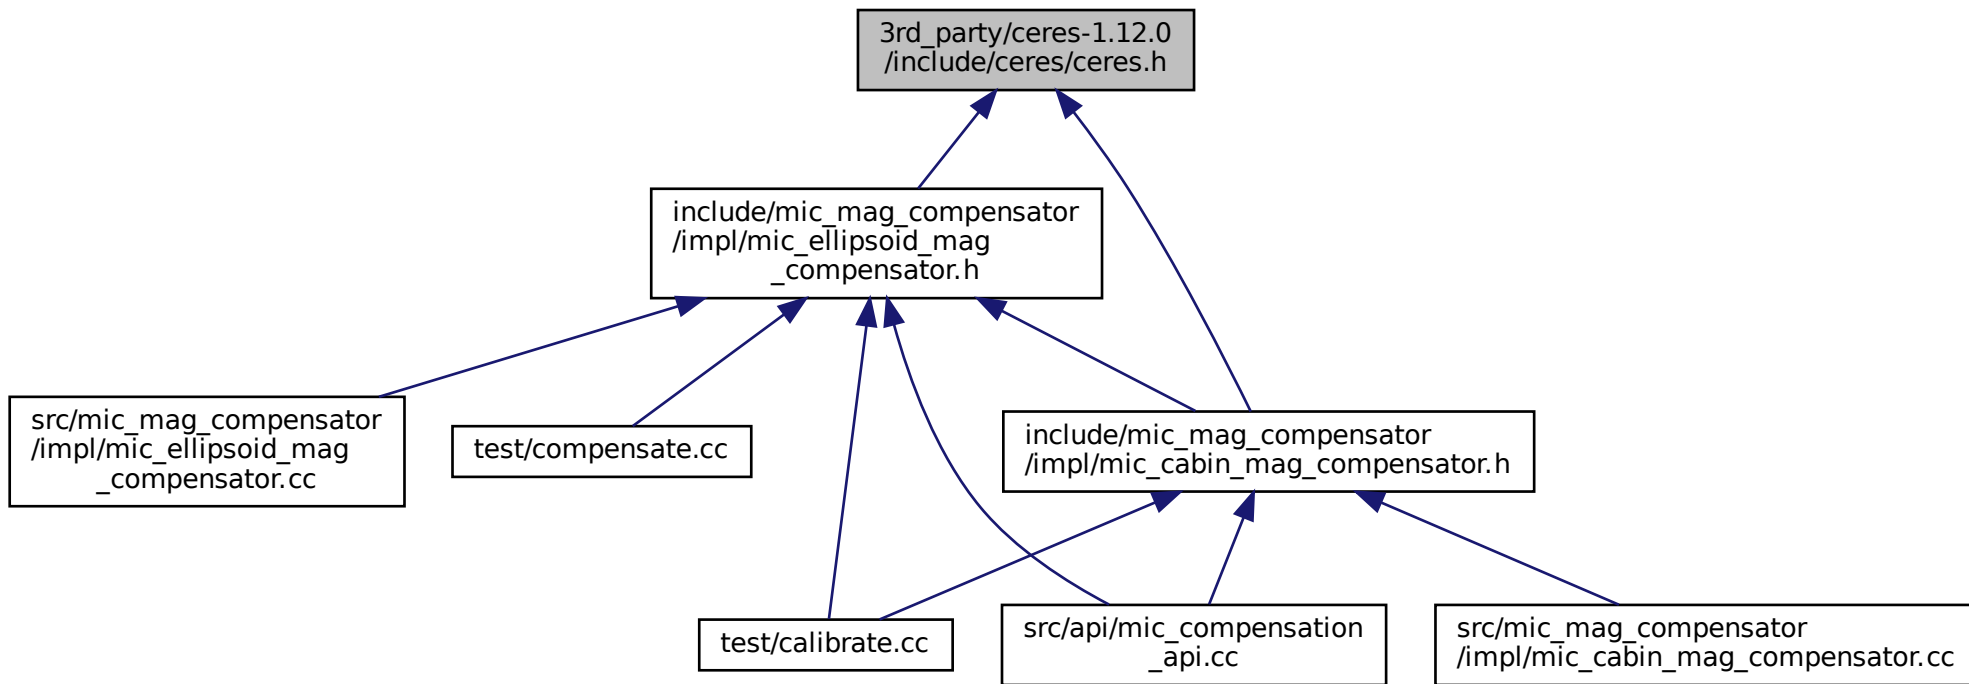 3rd_party/ceres-1.12.0
/include/ceres/ceres.h
include/mic_mag_compensator
/impl/mic_ellipsoid_mag
_compensator.h
src/mic_mag_compensator
/impl/mic_ellipsoid_mag
_compensator.cc
test/compensate.cc
include/mic_mag_compensator
/impl/mic_cabin_mag_compensator.h
test/calibrate.cc
src/api/mic_compensation
_api.cc
src/mic_mag_compensator
/impl/mic_cabin_mag_compensator.cc